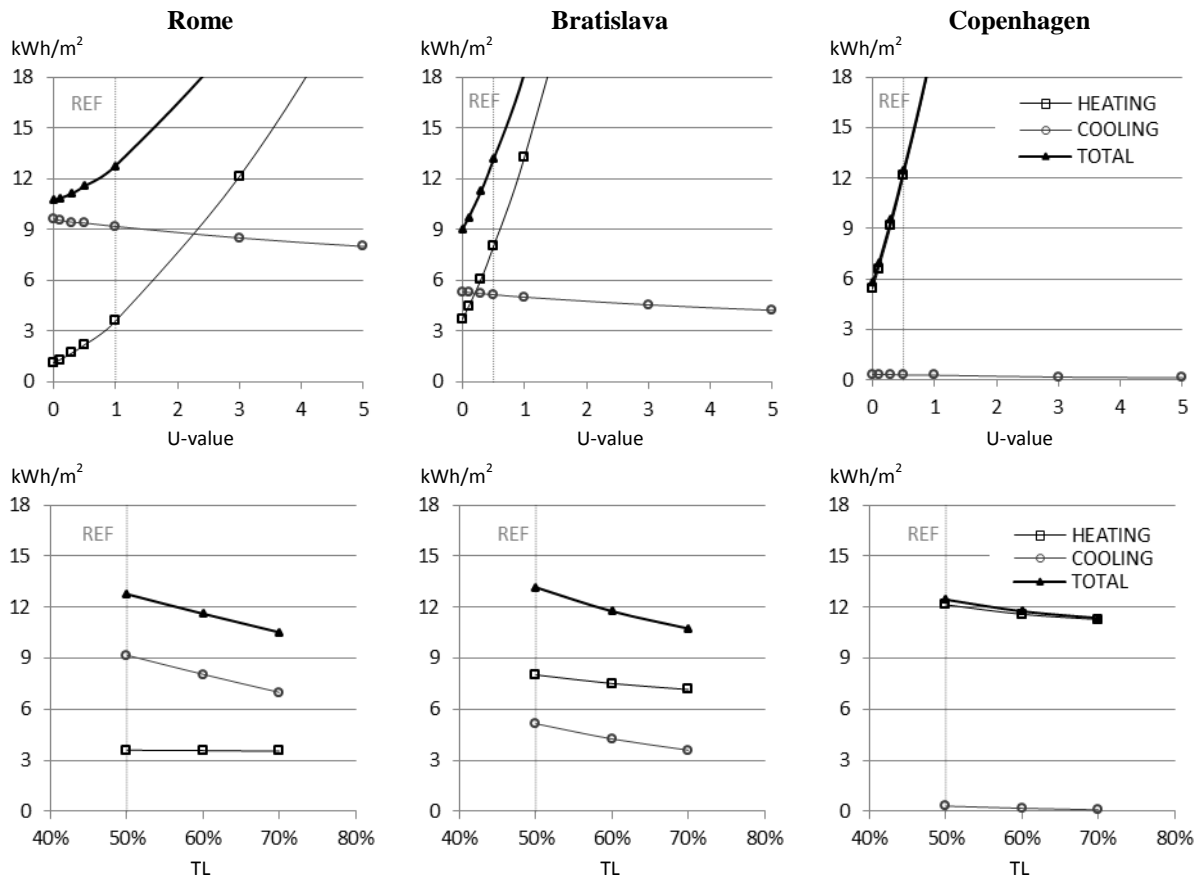 Rome Bratislava Copenhagen
kWh/m² kWh/m² kWh/m²
18 18 18
REF REF REF
HEATING
15 15 15
COOLING
TOTAL
12 12 12
9 9 9
6 6 6
3 3 3
0 0 0
0 1 2 3 4 5 0 1 2 3 4 5 0 1 2 3 4 5
U-value U-value U-value
kWh/m² kWh/m² kWh/m²
18 18 18
REF REF REF
HEATING
15 15 15
COOLING
TOTAL
12 12 12
9 9 9
6 6 6
3 3 3
0 0 0
40% 50% 60% 70% 80% 40% 50% 60% 70% 80% 40% 50% 60% 70% 80%
TL TL TL